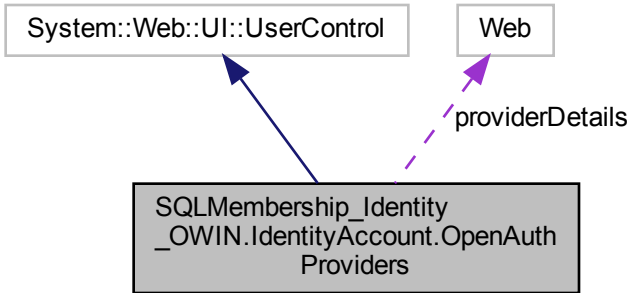 System::Web::UI::UserControl
Web
providerDetails
SQLMembership_Identity
_OWIN.IdentityAccount.OpenAuth
Providers